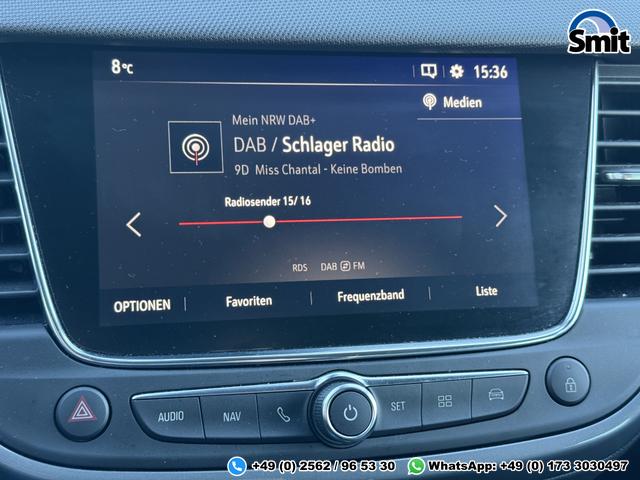 Smit
8°C
15:36
Medien
Mein NRW DAB+
DAB / Schlager Radio
9D Miss Chantal - Keine Bomben
Radiosender 15/16
RDS DAB FM
OPTIONEN Favoriten Frequenzband Liste
AUDIO NAV SET
+49 (0) 2562 / 96 53 30 WhatsApp: +49 (0) 173 3030497